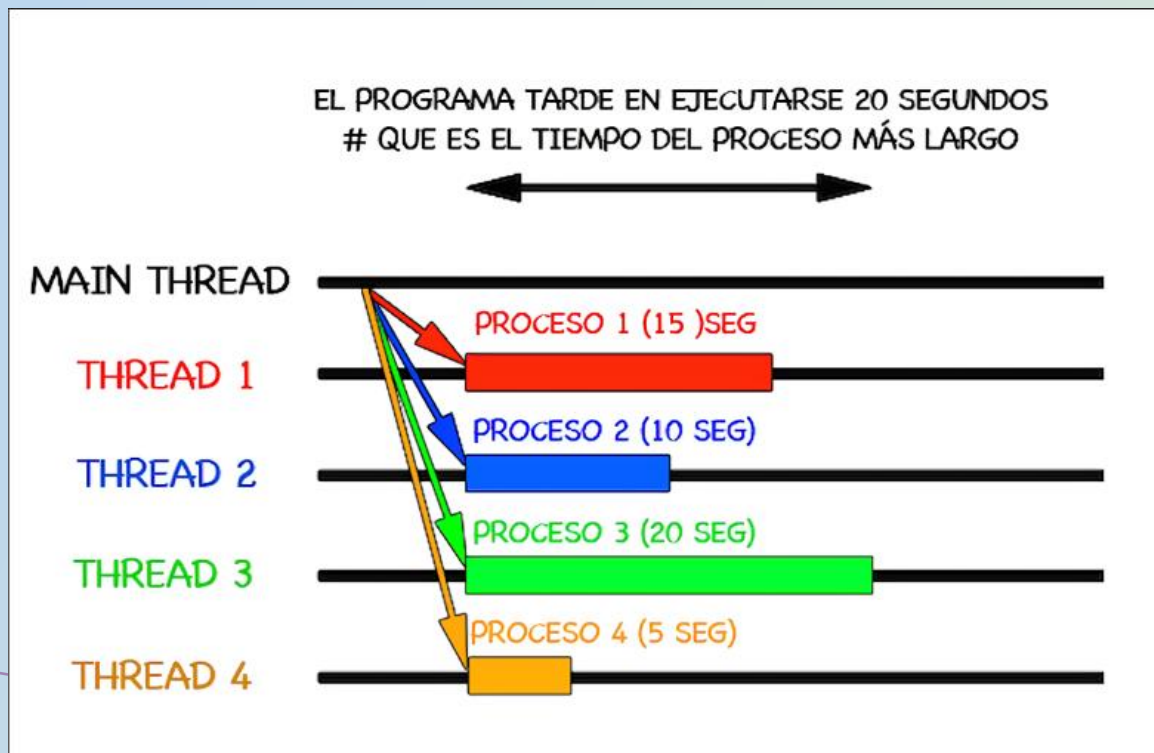 EL PROGRAMA TARDE EN EJECUTARSE 20 SEGUNDOS
# QUE ES EL TIEMPO DEL PROCESO MÁS LARGO
MAIN THREAD
PROCESO 1 (15 )SEG
THREAD 1
PROCESO 2 (10 SEG)
THREAD 2
PROCESO 3 (20 SEG)
THREAD 3
PROCESO 4 (5 SEG)
THREAD 4